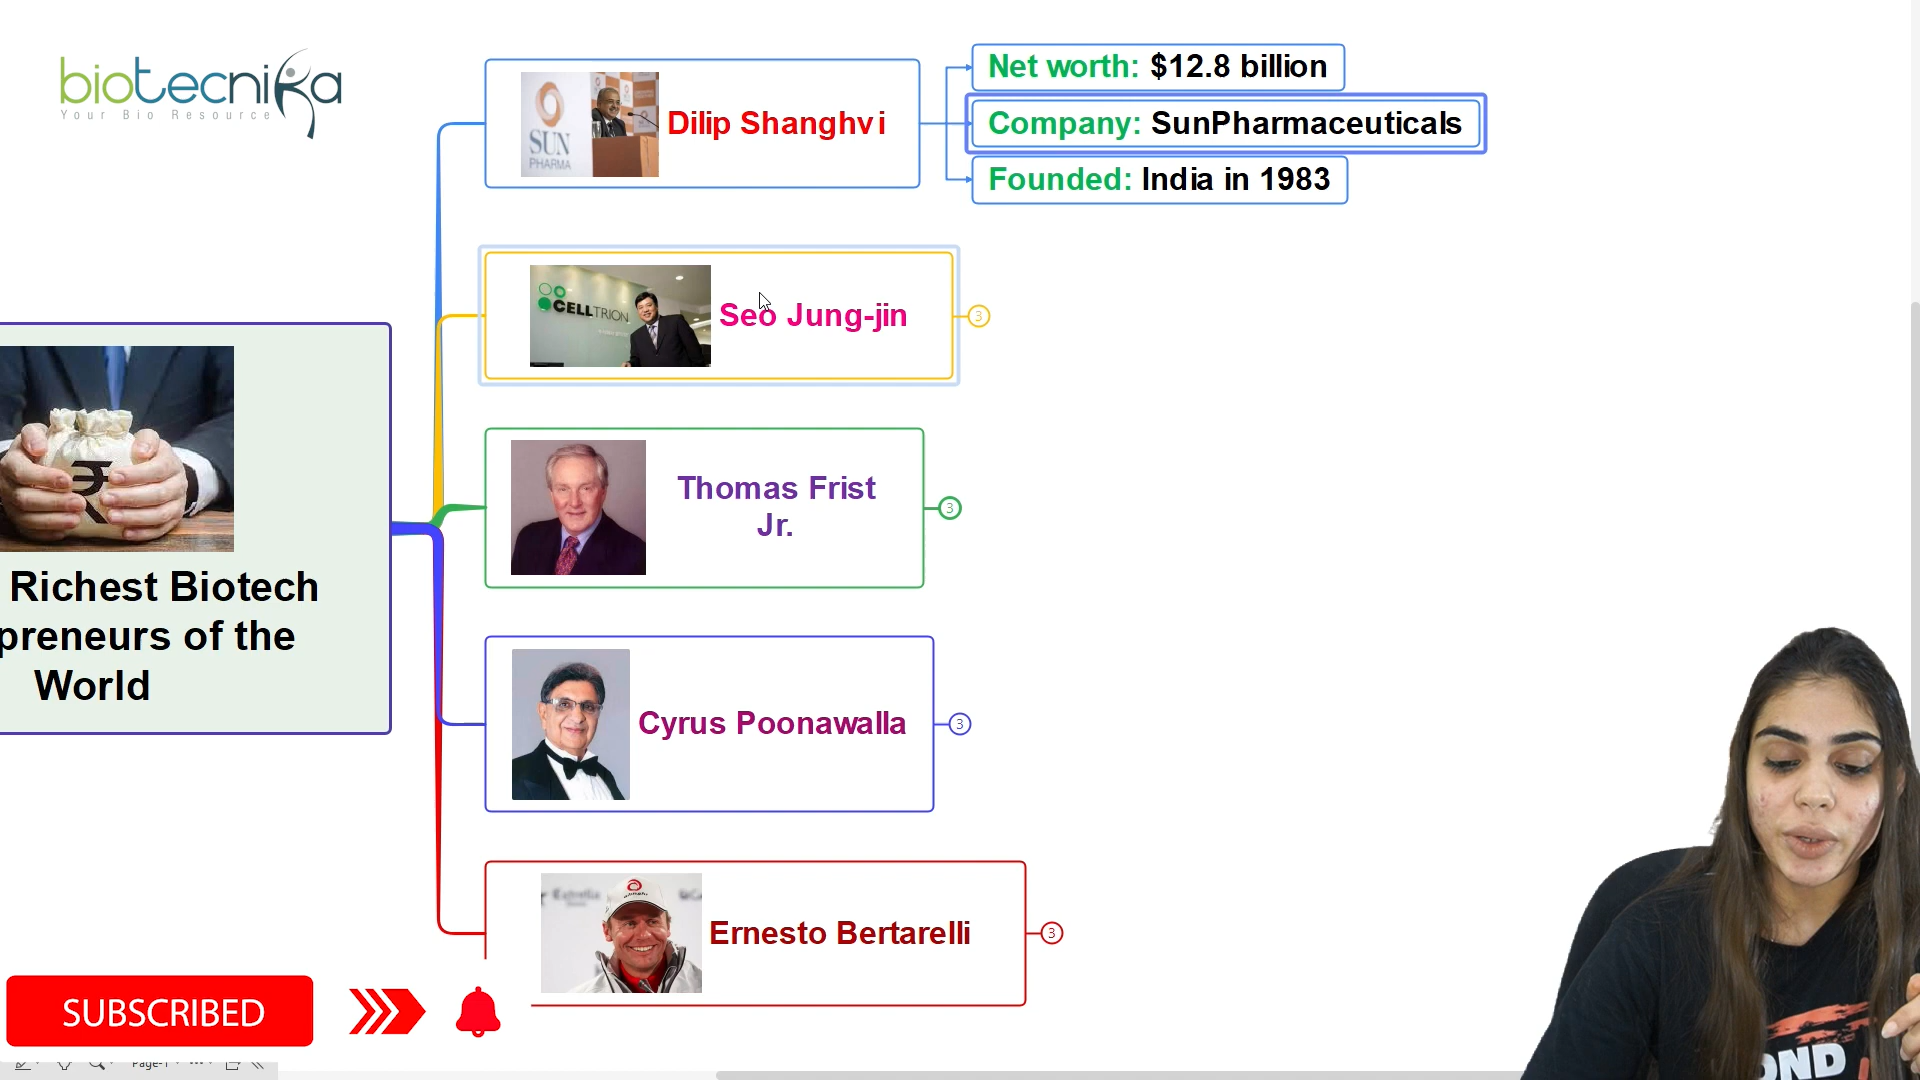 biotecnika
Your Bio Resource
SUN
PHARMA
Dilip Shanghvi
Net worth: $12.8 billion
Company: SunPharmaceuticals
Founded: India in 1983
CELLTRION
Seo Jung-jin
3
Thomas Frist
Jr.
3
Richest Biotech
preneurs of the
World
Cyrus Poonawalla
3
Ernesto Bertarelli
3
SUBSCRIBED
Page-1
OND